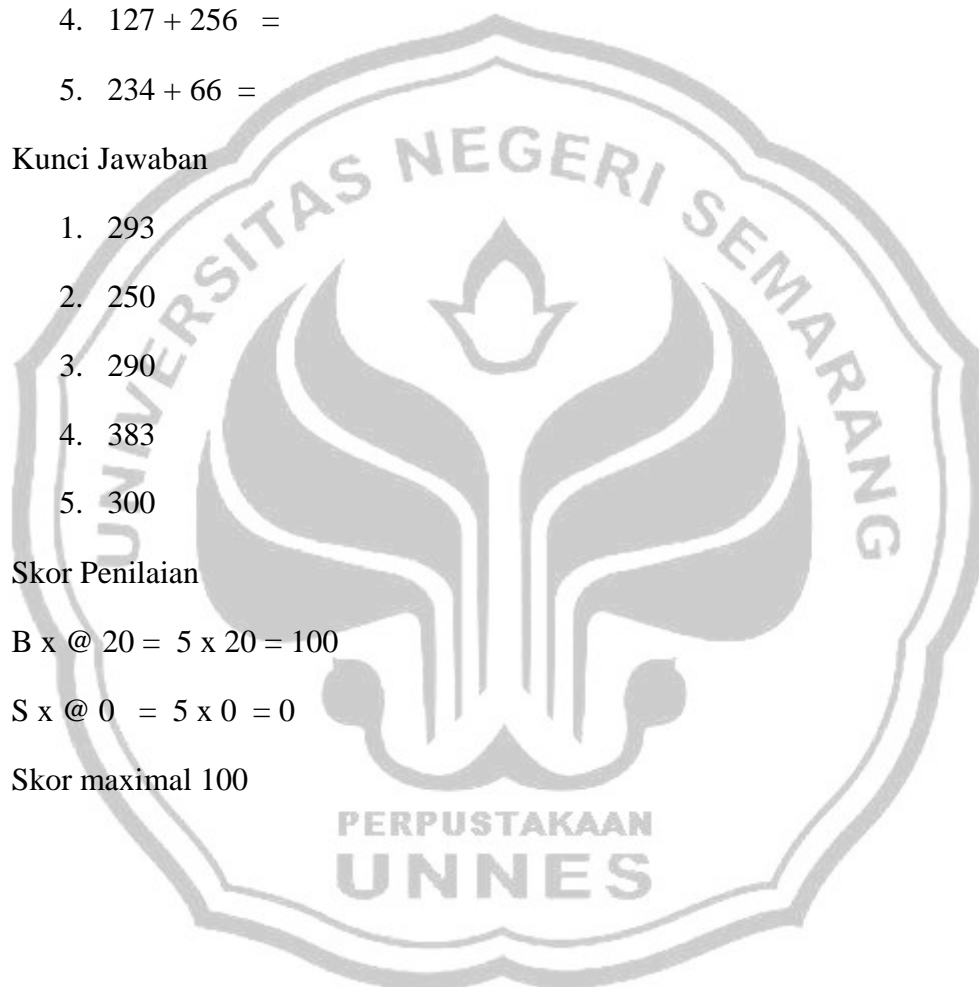 4. 127 + 256 =
5. 234 + 66 =
Kunci Jawaban
1. 293
2. 250
3. 290
4. 383
5. 300
Skor Penilaian
B x @ 20 = 5 x 20 = 100
S x @ 0 = 5 x 0 = 0
Skor maximal 100
UNIVERSITAS NEGERI SEMARANG
PERPUSTAKAAN
UNNES